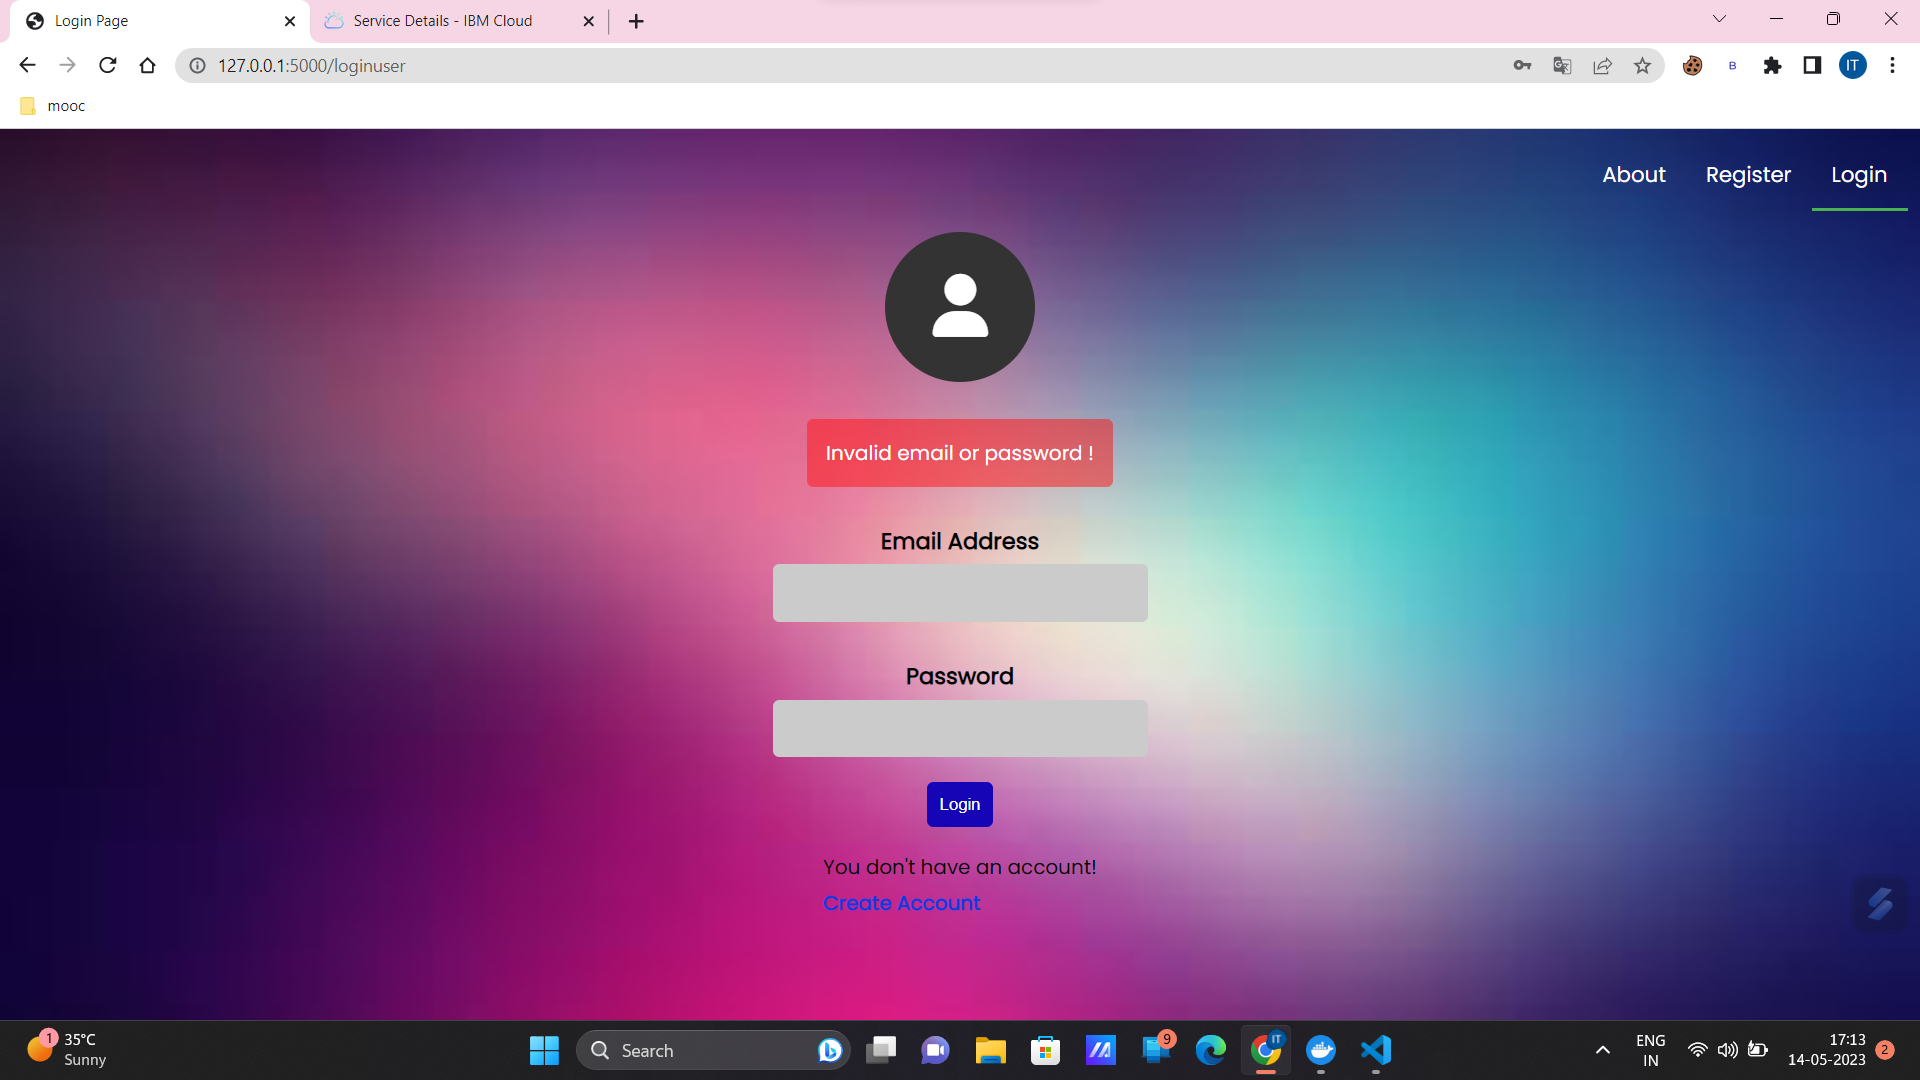 Login Page
Service Details - IBM Cloud
127.0.0.1:5000/loginuser
B
IT
mooc
About
Register
Login
Invalid email or password !
Email Address
Password
Login
You don't have an account!
Create Account
1
35°C
Sunny
Search
9
IT
ENG
IN
17:13
14-05-2023
2